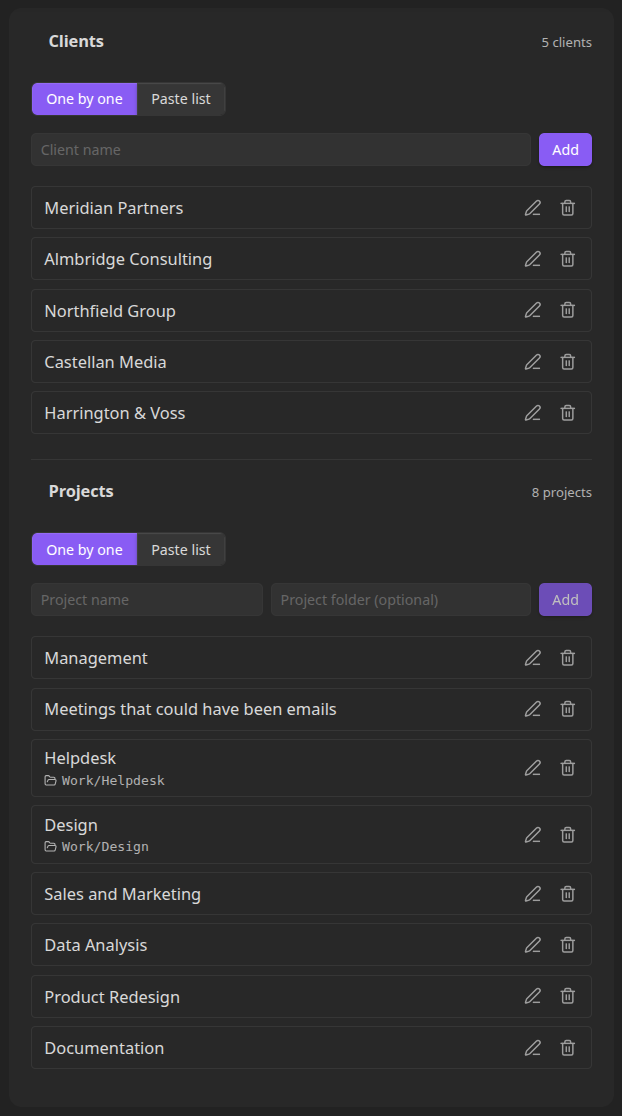 Clients
5 clients
One by one
Paste list
Client name
Add
Meridian Partners
Almbridge Consulting
Northfield Group
Castellan Media
Harrington & Voss
Projects
8 projects
One by one
Paste list
Project name
Project folder (optional)
Add
Management
Meetings that could have been emails
Helpdesk
Work/Helpdesk
Design
Work/Design
Sales and Marketing
Data Analysis
Product Redesign
Documentation